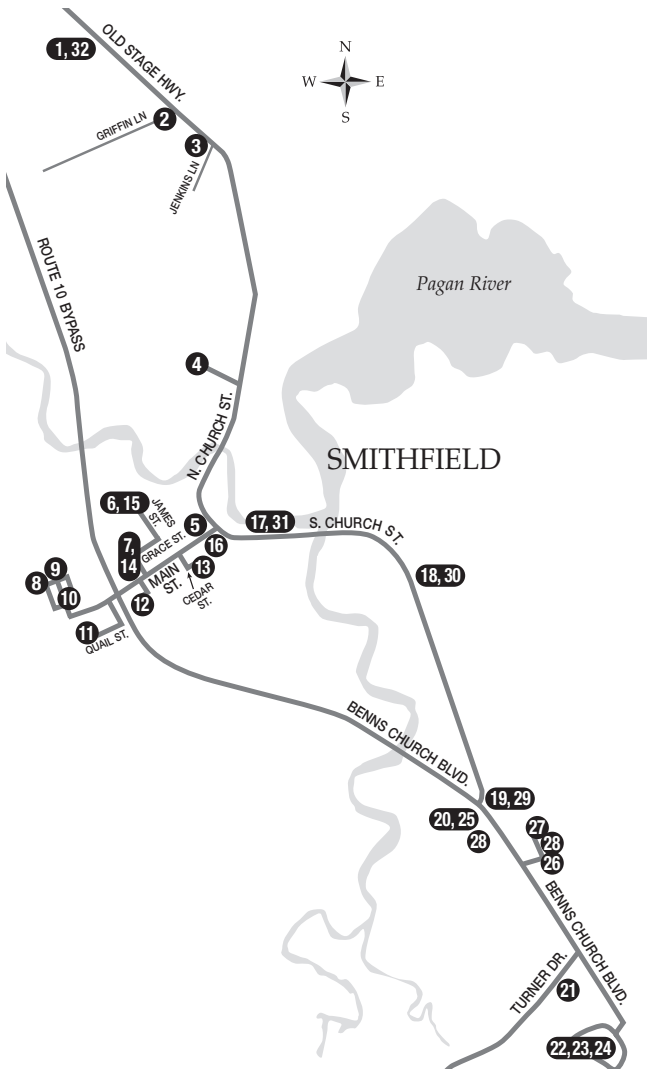 1, 32
OLD STAGE HWY.
N
W E
S
GRIFFIN LN
2
3
JENKINS LN
ROUTE 10 BYPASS
Pagan River
4
N. CHURCH ST.
SMITHFIELD
6, 15
JAMES
ST.
5
17, 31
S. CHURCH ST.
7,
14
GRACE ST.
16
MAIN
ST.
13
CEDAR
ST.
18, 30
9
8
10
12
11
QUAIL ST.
BENNS CHURCH BLVD.
19, 29
20, 25
28
27
28
26
BENNS CHURCH BLVD.
TURNER DR.
21
22, 23, 24